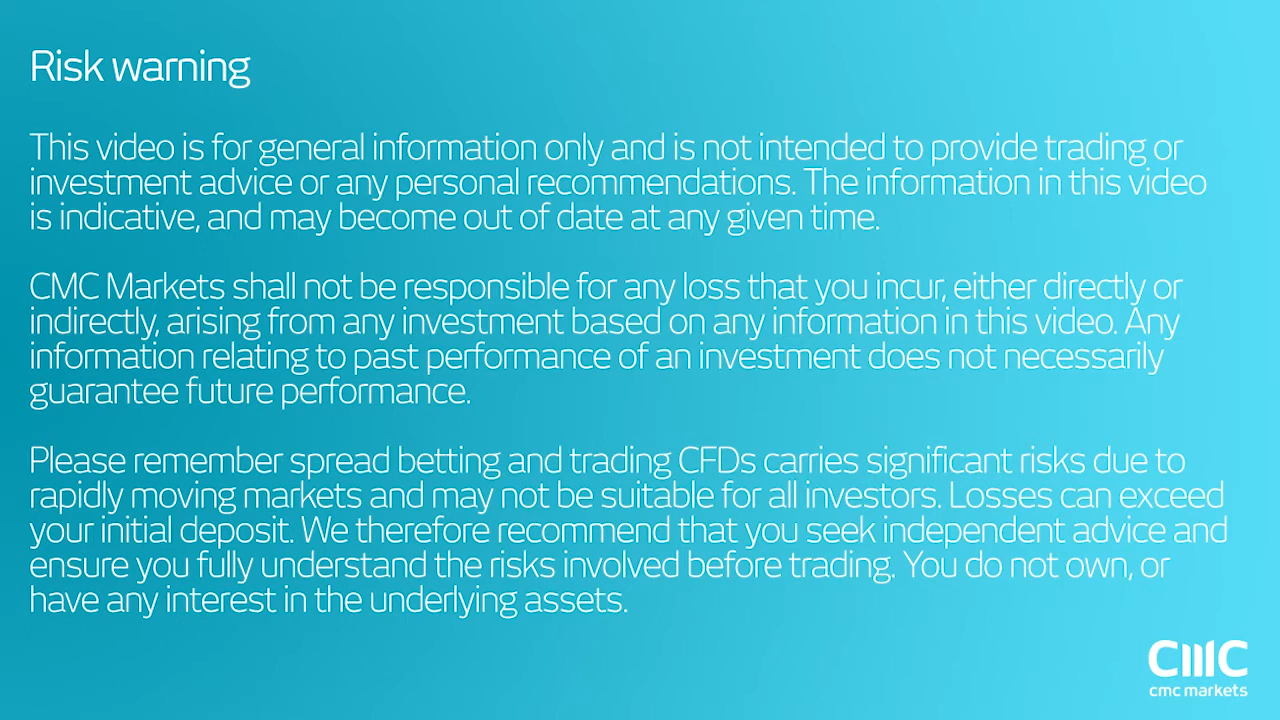 Risk warning
This video is for general information only and is not intended to provide trading or
investment advice or any personal recommendations. The information in this video
is indicative, and may become out of date at any given time.
CMC Markets shall not be responsible for any loss that you incur, either directly or
indirectly, arising from any investment based on any information in this video. Any
information relating to past performance of an investment does not necessarily
guarantee future performance.
Please remember spread betting and trading CFDs carries significant risks due to
rapidly moving markets and may not be suitable for all investors. Losses can exceed
your initial deposit. We therefore recommend that you seek independent advice and
ensure you fully understand the risks involved before trading. You do not own, or
have any interest in the underlying assets.
CMC
cmc markets